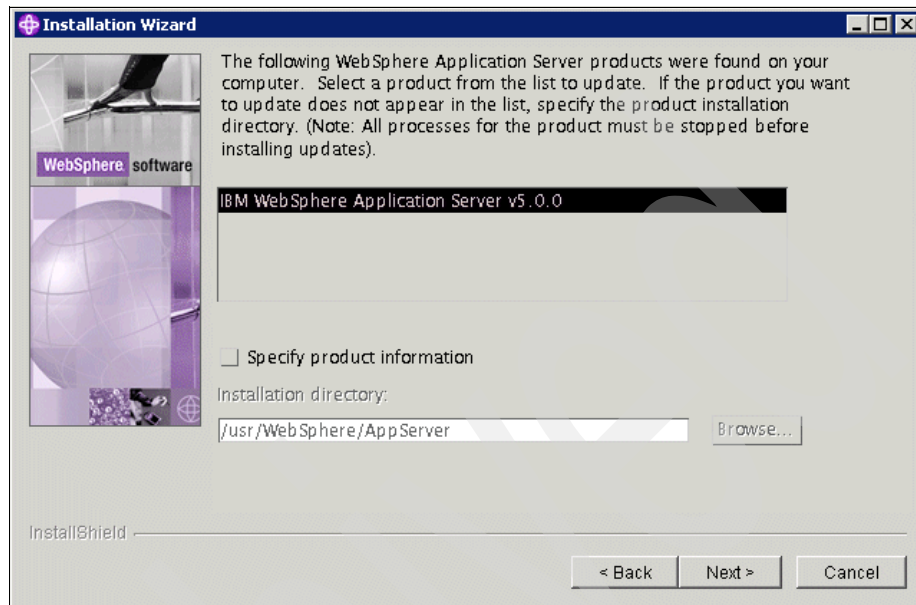 Installation Wizard
The following WebSphere Application Server products were found on your
computer. Select a product from the list to update. If the product you want
to update does not appear in the list, specify the product installation
directory. (Note: All processes for the product must be stopped before
installing updates).
WebSphere software
IBM WebSphere Application Server v5.0.0
Specify product information
Installation directory:
/usr/WebSphere/AppServer
Browse...
InstallShield
< Back
Next >
Cancel